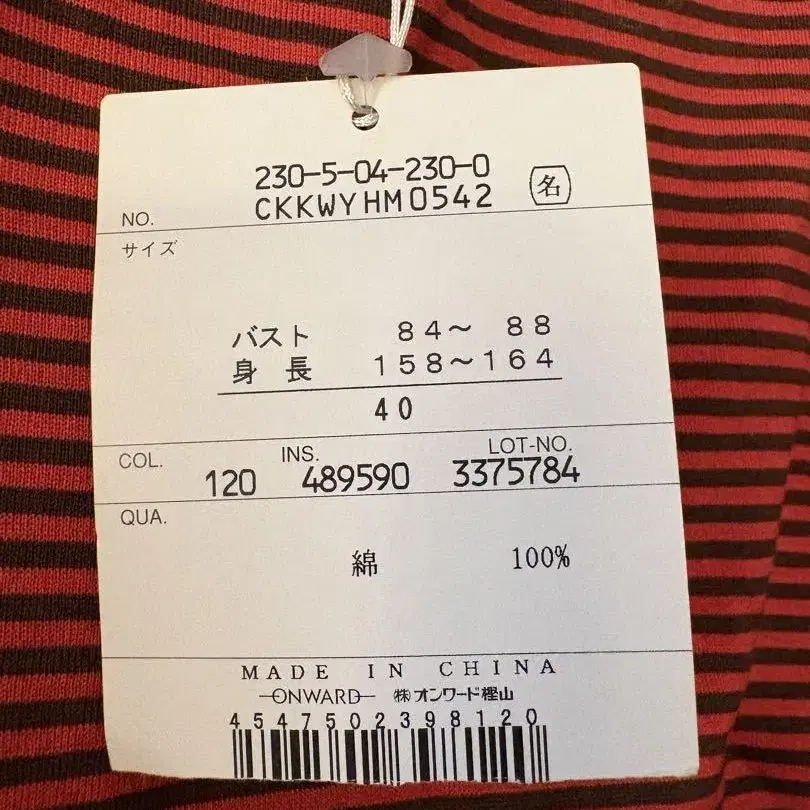 230-5-04-230-0
NO. CKKWYHM0542 名
サイズ
バスト 84～ 88
身 長 158～164
40
COL. 120 INS. 489590 LOT-NO. 3375784
QUA.
綿 100%
MADE IN CHINA
ONWARD ㈱オンワード樫山
4547502398120